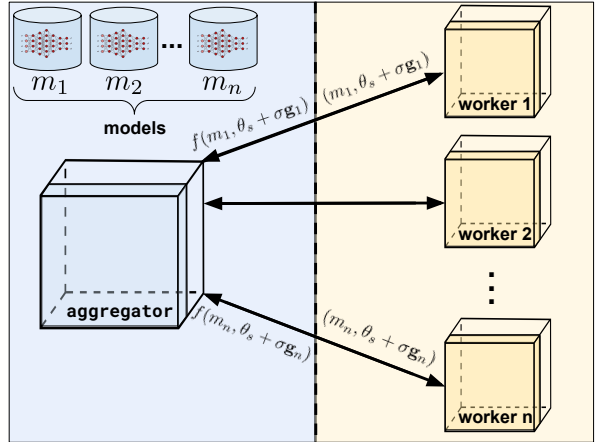 m₁ m₂ ... mₙ
models
f(m₁, θₛ + σg₁)
(m₁, θₛ + σg₁)
worker 1
worker 2
aggregator
f(mₙ, θₛ + σgₙ)
(mₙ, θₛ + σgₙ)
worker n